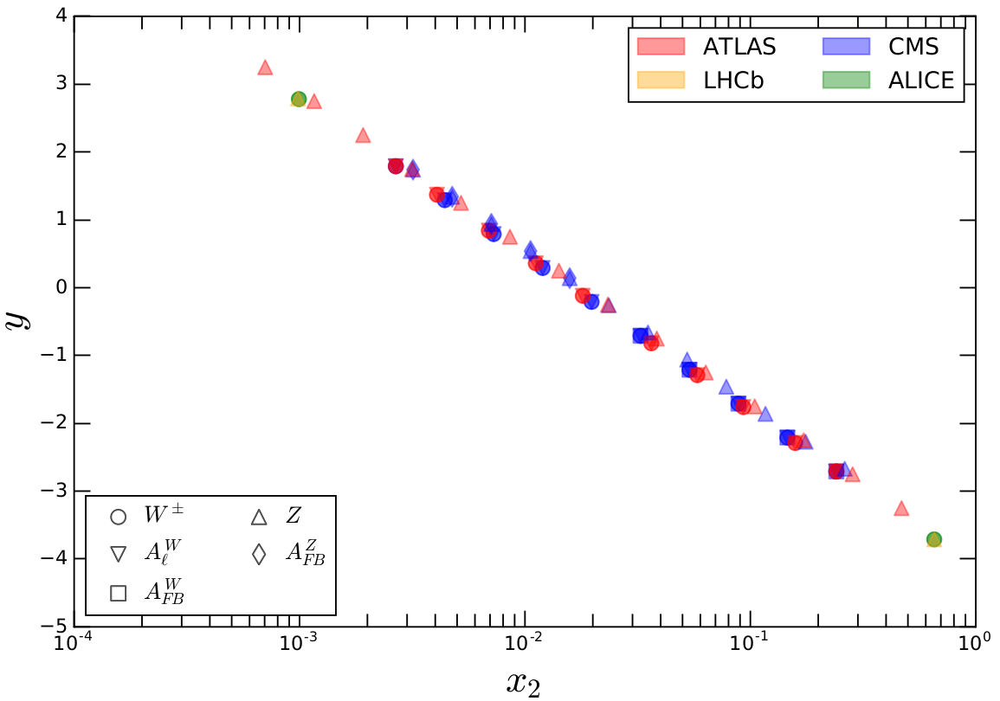 4
3
2
1
0
−1
−2
−3
−4
−5
y
ATLAS CMS
LHCb ALICE
W^± Z
A_ℓ^W A_FB^Z
A_FB^W
10^-4 10^-3 10^-2 10^-1 10^0
x_2